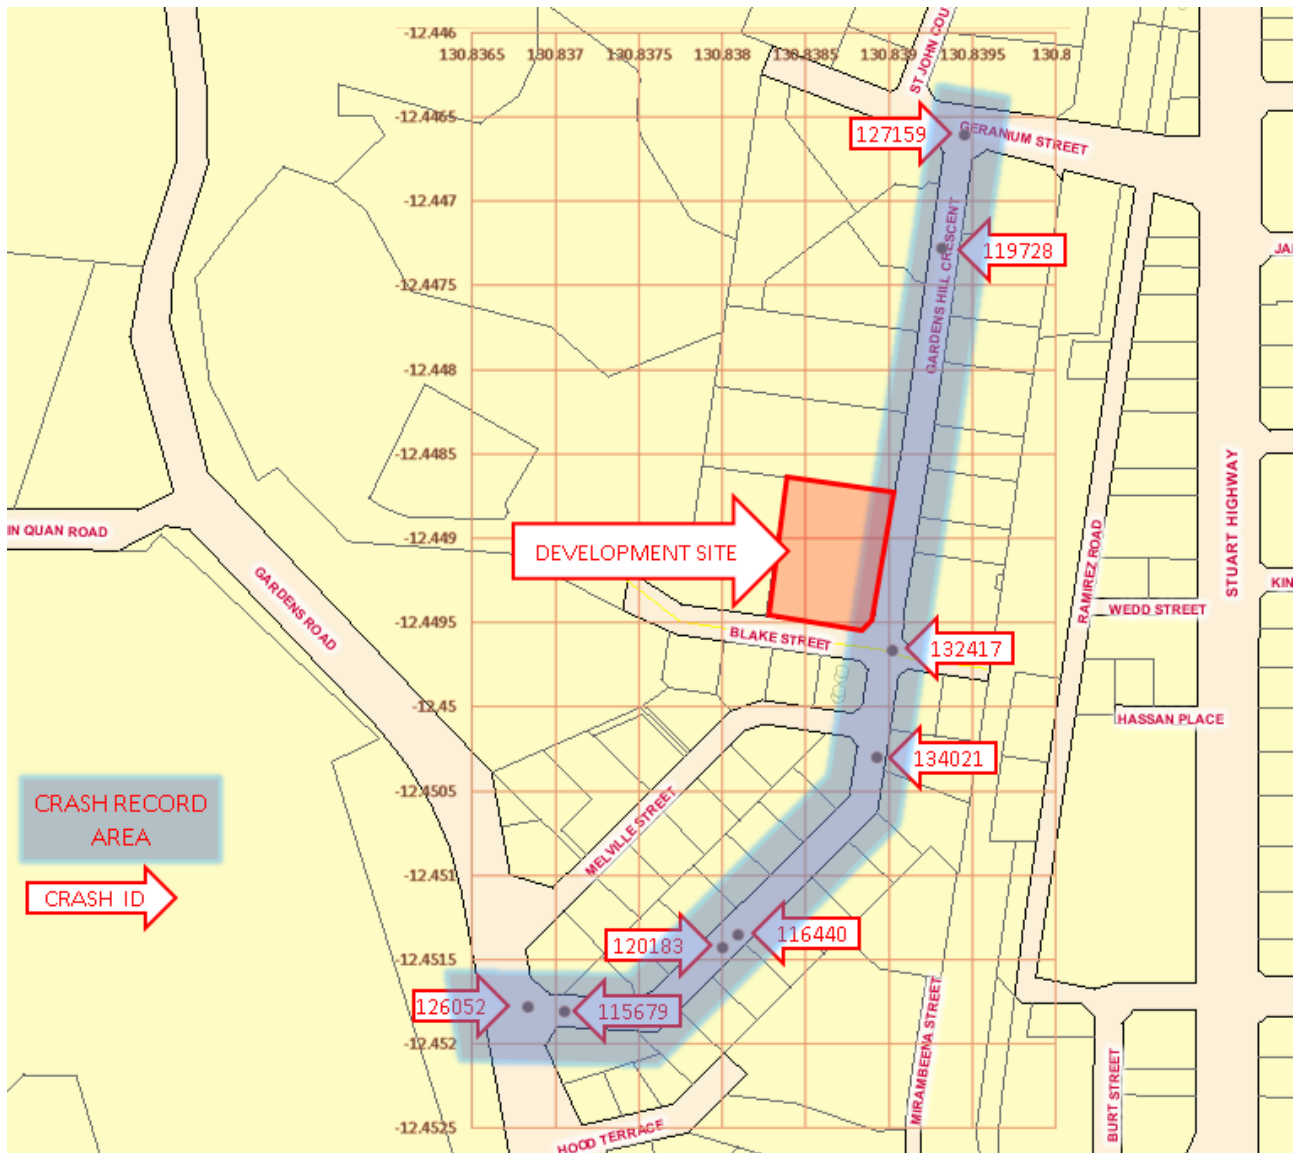 -12.446
130.8365
130.837
130.8375
130.838
130.8385
130.839
130.8395
130.8
ST JOHN COU
-12.4465
127159
GERANIUM STREET
-12.447
GARDENS HILL CRESCENT
119728
JA
-12.4475
-12.448
-12.4485
STUART HIGHWAY
IN QUAN ROAD
-12.449
DEVELOPMENT SITE
RAMIREZ ROAD
KIN
GARDENS ROAD
WEDD STREET
-12.4495
BLAKE STREET
132417
-12.45
HASSAN PLACE
134021
-12.4505
CRASH RECORD
AREA
MELVILLE STREET
-12.451
CRASH ID
120183
116440
-12.4515
126052
115679
MIRAMBEENA STREET
-12.452
BURT STREET
-12.4525
HOOD TERRACE